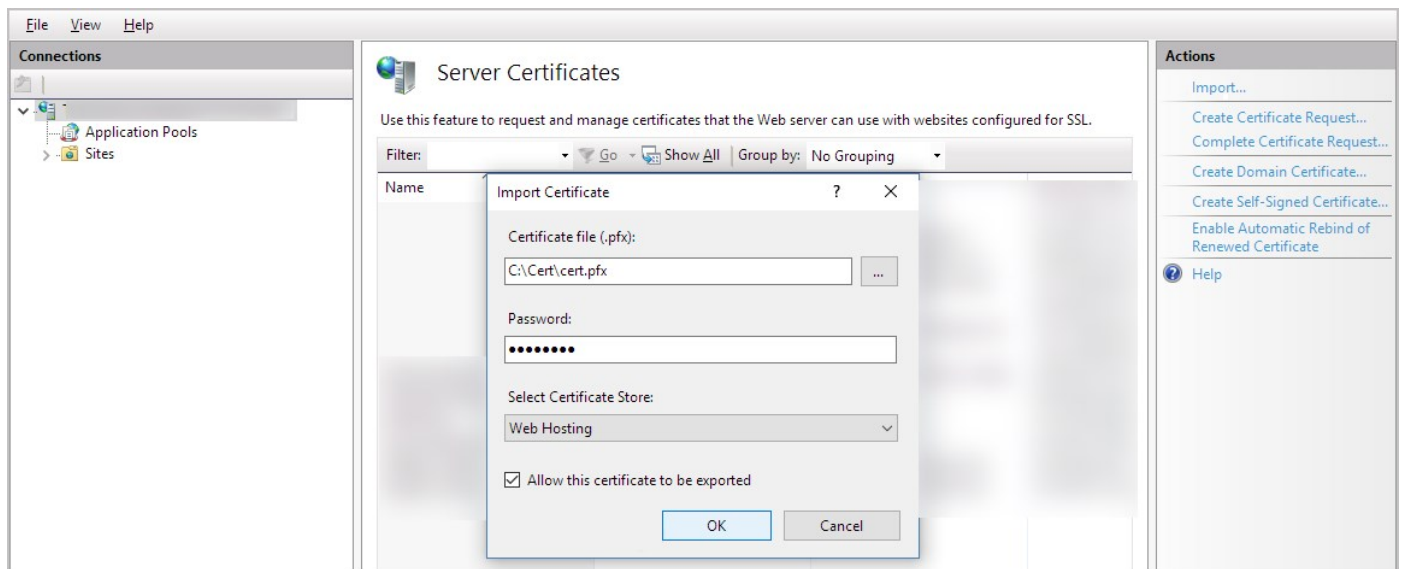 File View Help
Connections
Application Pools
Sites
Server Certificates
Use this feature to request and manage certificates that the Web server can use with websites configured for SSL.
Filter: Go Show All Group by: No Grouping
Name
Import Certificate ?
Certificate file (.pfx):
C:\Cert\cert.pfx
...
Password:
••••••••
Select Certificate Store:
Web Hosting
Allow this certificate to be exported
OK Cancel
Actions
Import...
Create Certificate Request...
Complete Certificate Request...
Create Domain Certificate...
Create Self-Signed Certificate...
Enable Automatic Rebind of
Renewed Certificate
Help